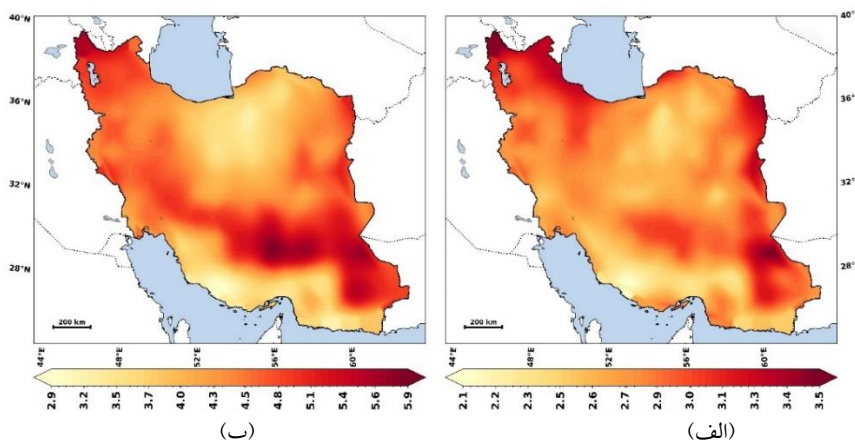 40°N
36°N
32°N
28°N
200 km
44°E
48°E
52°E
56°E
60°E
2.9 3.2 3.5 3.7 4.0 4.3 4.5 4.8 5.1 5.4 5.6 5.9
(ب)
40°
36°
32°
28°
200 km
44°E
48°E
52°E
56°E
60°E
2.1 2.2 2.4 2.5 2.6 2.7 2.9 3.0 3.1 3.3 3.4 3.5
(الف)